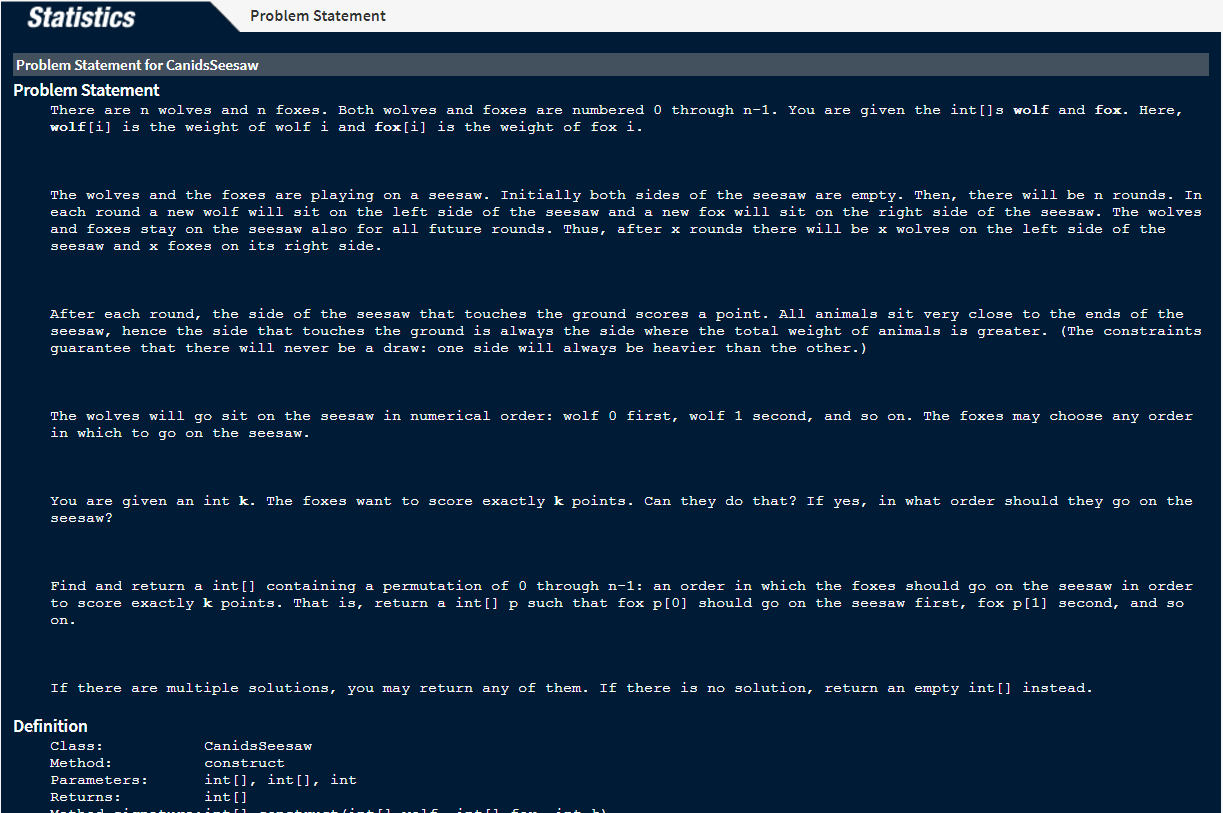 Statistics
Problem Statement
Problem Statement for CanidsSeesaw
Problem Statement
There are n wolves and n foxes. Both wolves and foxes are numbered 0 through n-1. You are given the int[]s wolf and fox. Here,
wolf[i] is the weight of wolf i and fox[i] is the weight of fox i.
The wolves and the foxes are playing on a seesaw. Initially both sides of the seesaw are empty. Then, there will be n rounds. In
each round a new wolf will sit on the left side of the seesaw and a new fox will sit on the right side of the seesaw. The wolves
and foxes stay on the seesaw also for all future rounds. Thus, after x rounds there will be x wolves on the left side of the
seesaw and x foxes on its right side.
After each round, the side of the seesaw that touches the ground scores a point. All animals sit very close to the ends of the
seesaw, hence the side that touches the ground is always the side where the total weight of animals is greater. (The constraints
guarantee that there will never be a draw: one side will always be heavier than the other.)
The wolves will go sit on the seesaw in numerical order: wolf 0 first, wolf 1 second, and so on. The foxes may choose any order
in which to go on the seesaw.
You are given an int k. The foxes want to score exactly k points. Can they do that? If yes, in what order should they go on the
seesaw?
Find and return a int[] containing a permutation of 0 through n-1: an order in which the foxes should go on the seesaw in order
to score exactly k points. That is, return a int[] p such that fox p[0] should go on the seesaw first, fox p[1] second, and so
on.
If there are multiple solutions, you may return any of them. If there is no solution, return an empty int[] instead.
Definition
Class: CanidsSeesaw
Method: construct
Parameters: int[], int[], int
Returns: int[]
Method signature:int[] construct(int[] wolf, int[] fox, int k)